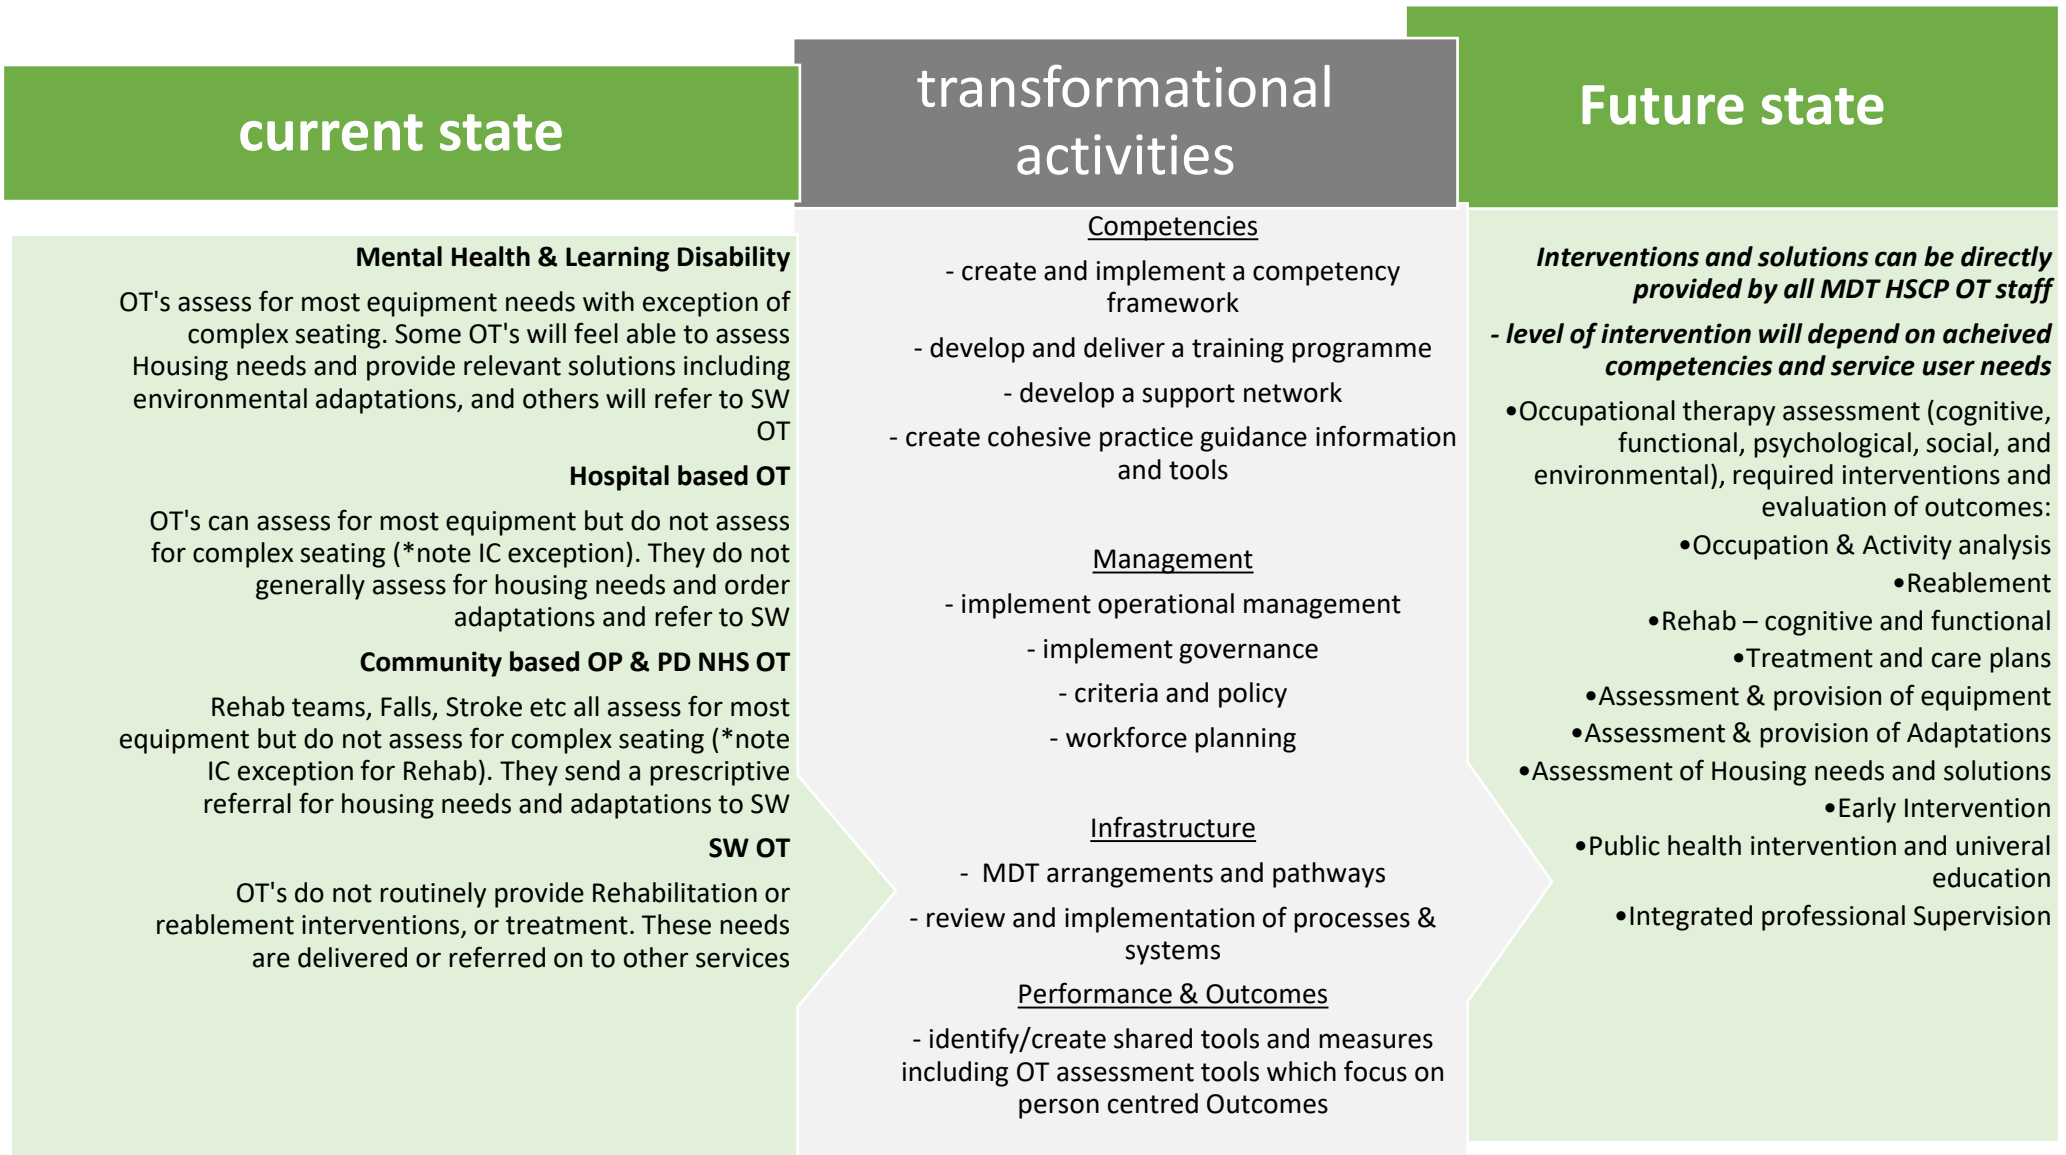 current state
Mental Health & Learning Disability
OT's assess for most equipment needs with exception of
complex seating. Some OT's will feel able to assess
Housing needs and provide relevant solutions including
environmental adaptations, and others will refer to SW
OT
Hospital based OT
OT's can assess for most equipment but do not assess
for complex seating (*note IC exception). They do not
generally assess for housing needs and order
adaptations and refer to SW
Community based OP & PD NHS OT
Rehab teams, Falls, Stroke etc all assess for most
equipment but do not assess for complex seating (*note
IC exception for Rehab). They send a prescriptive
referral for housing needs and adaptations to SW
SW OT
OT's do not routinely provide Rehabilitation or
reablement interventions, or treatment. These needs
are delivered or referred on to other services
transformational
activities
Competencies
- create and implement a competency
framework
- develop and deliver a training programme
- develop a support network
- create cohesive practice guidance information
and tools
Management
- implement operational management
- implement governance
- criteria and policy
- workforce planning
Infrastructure
- MDT arrangements and pathways
- review and implementation of processes &
systems
Performance & Outcomes
- identify/create shared tools and measures
including OT assessment tools which focus on
person centred Outcomes
Future state
Interventions and solutions can be directly
provided by all MDT HSCP OT staff
- level of intervention will depend on acheived
competencies and service user needs
•Occupational therapy assessment (cognitive,
functional, psychological, social, and
environmental), required interventions and
evaluation of outcomes:
•Occupation & Activity analysis
•Reablement
•Rehab – cognitive and functional
•Treatment and care plans
•Assessment & provision of equipment
•Assessment & provision of Adaptations
•Assessment of Housing needs and solutions
•Early Intervention
•Public health intervention and univeral
education
•Integrated professional Supervision